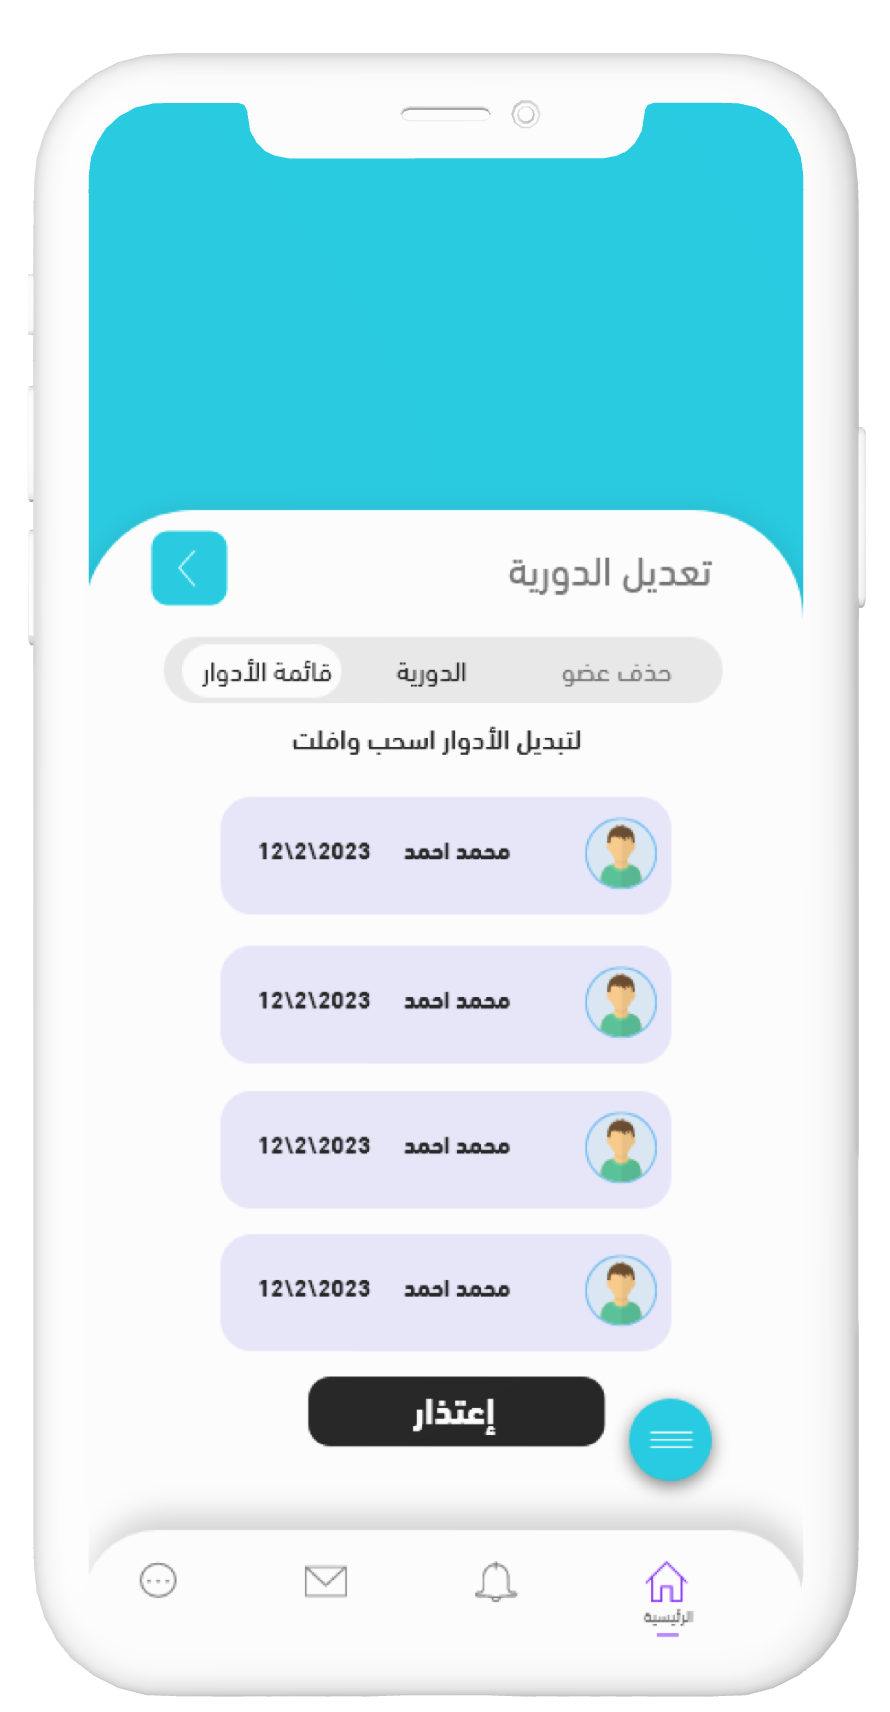 تعديل الدورية
حذف عضو الدورية قائمة الأدوار
لتبديل الأدوار اسحب وافلت
محمد احمد 12\2\2023
محمد احمد 12\2\2023
محمد احمد 12\2\2023
محمد احمد 12\2\2023
إعتذار
الرئيسية